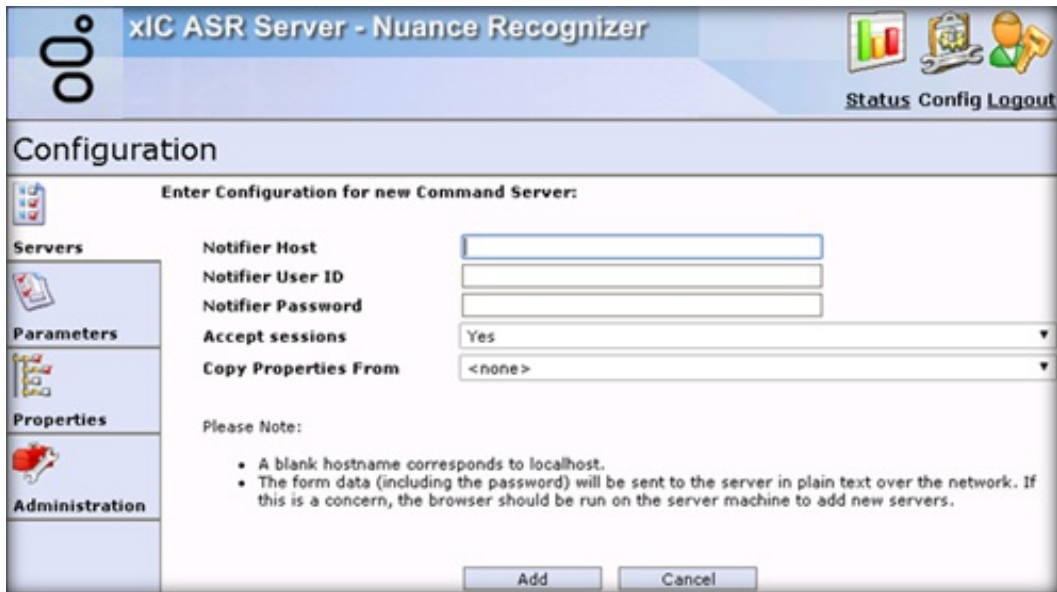 xIC ASR Server - Nuance Recognizer
Status Config Logout
Configuration
Enter Configuration for new Command Server:
Servers
Parameters
Properties
Administration
Notifier Host
Notifier User ID
Notifier Password
Accept sessions Yes
Copy Properties From <none>
Please Note:
• A blank hostname corresponds to localhost.
• The form data (including the password) will be sent to the server in plain text over the network. If
this is a concern, the browser should be run on the server machine to add new servers.
Add Cancel